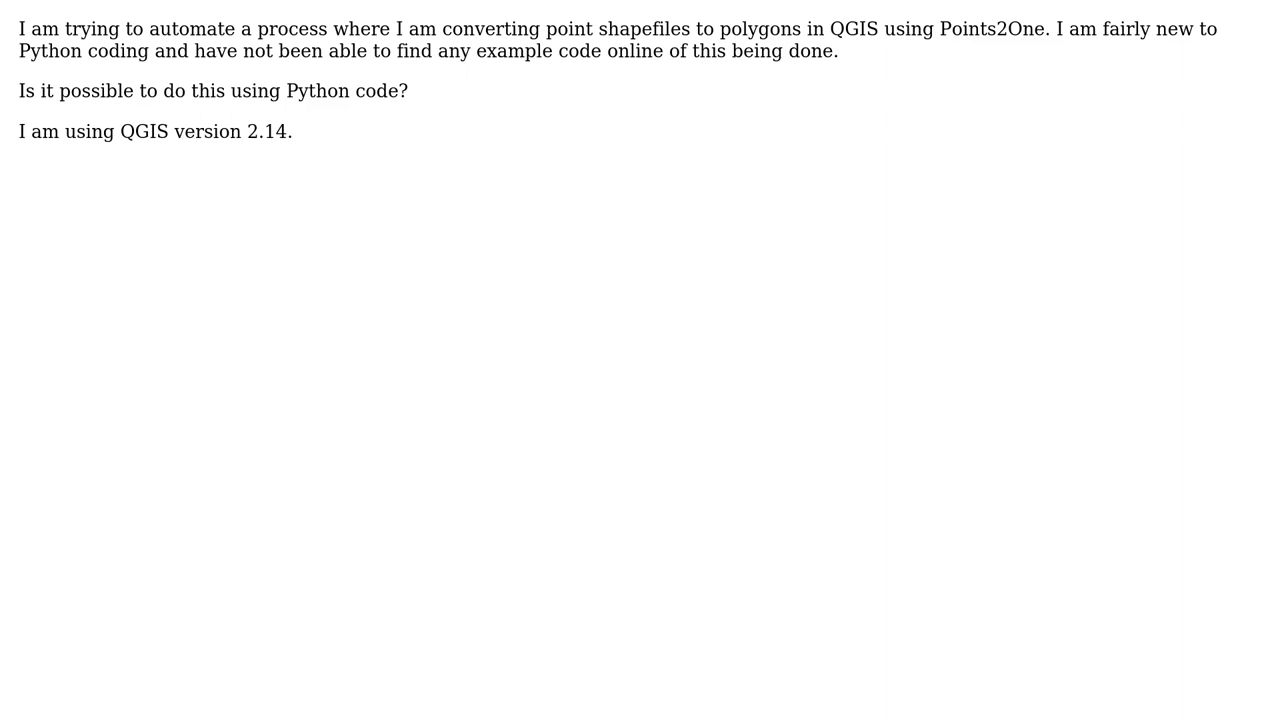 I am trying to automate a process where I am converting point shapefiles to polygons in QGIS using Points2One. I am fairly new to
Python coding and have not been able to find any example code online of this being done.
Is it possible to do this using Python code?
I am using QGIS version 2.14.